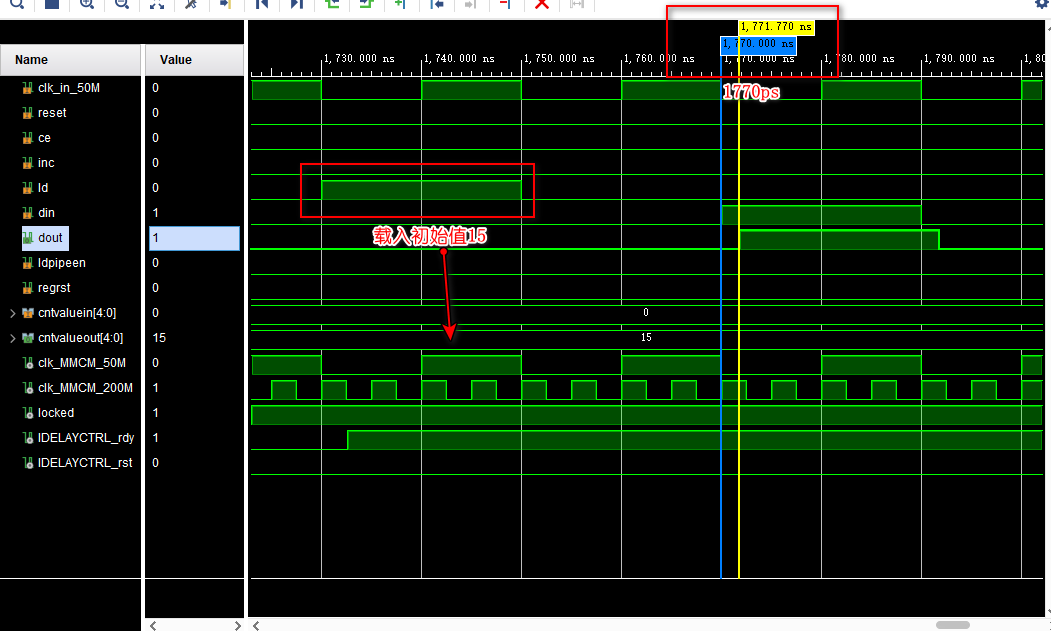 1,771.770 ns
1,770.000 ns
Name
Value
1,730.000 ns
1,740.000 ns
1,750.000 ns
1,760.000 ns
1,770.000 ns
1,780.000 ns
1,790.000 ns
1,80
clk_in_50M
0
1770ps
reset
0
ce
0
inc
0
ld
0
din
1
dout
1
载入初始值15
ldpipeen
0
regrst
0
cntvaluein[4:0]
0
0
cntvalueout[4:0]
15
15
clk_MMCM_50M
0
clk_MMCM_200M
1
locked
1
IDELAYCTRL_rdy
1
IDELAYCTRL_rst
0